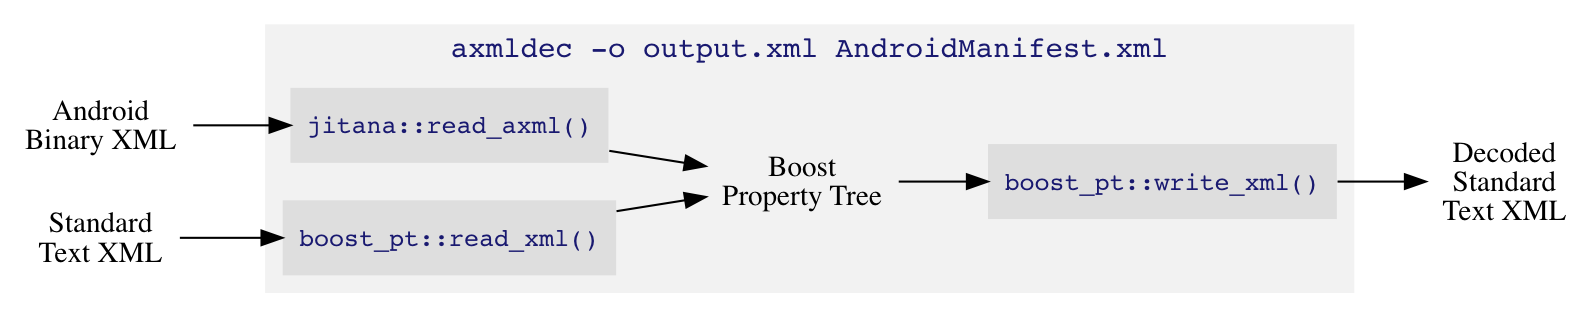 axmldec -o output.xml AndroidManifest.xml
Android
Binary XML
jitana::read_axml()
Standard
Text XML
boost_pt::read_xml()
Boost
Property Tree
boost_pt::write_xml()
Decoded
Standard
Text XML